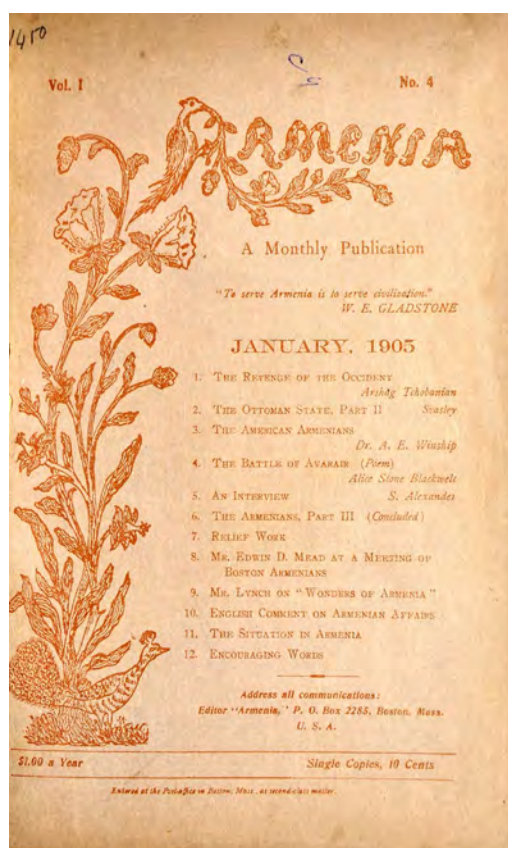 1450
Vol. I No. 4
ARMENIA
A Monthly Publication
"To serve Armenia is to serve civilization."
W. E. GLADSTONE
JANUARY, 1905
1. THE REVENGE OF THE OCCIDENT
Arshag Tchobanian
2. THE OTTOMAN STATE, PART II Svasley
3. THE AMERICAN ARMENIANS
Dr. A. E. Winship
4. THE BATTLE OF AVARAIR (Poem)
Alice Stone Blackwell
5. AN INTERVIEW S. Alexander
6. THE ARMENIANS, PART III (Concluded)
7. RELIEF WORK
8. MR. EDWIN D. MEAD AT A MEETING OF
BOSTON ARMENIANS
9. MR. LYNCH ON "WONDERS OF ARMENIA"
10. ENGLISH COMMENT ON ARMENIAN AFFAIRS
11. THE SITUATION IN ARMENIA
12. ENCOURAGING WORDS
Address all communications:
Editor "Armenia," P. O. Box 2285, Boston, Mass.
U. S. A.
$1.00 a Year Single Copies, 10 Cents
Entered at the Postoffice in Boston, Mass., as second-class matter.